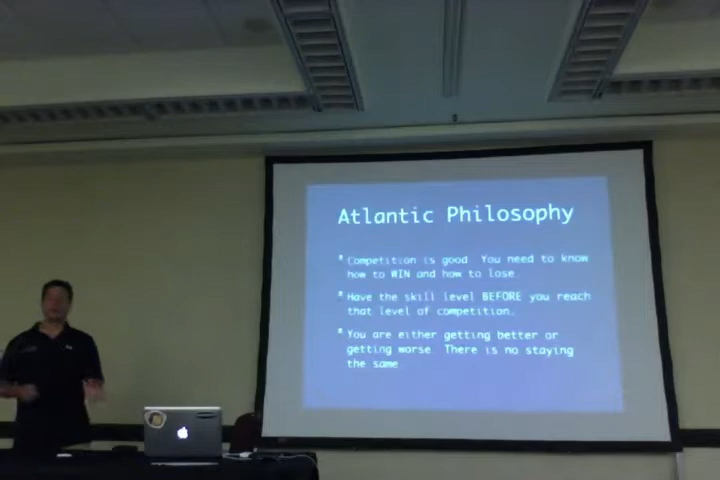 Atlantic Philosophy
Competition is good. You need to know
how to WIN and how to lose
Have the skill level BEFORE you reach
that level of competition.
You are either getting better or
getting worse. There is no staying
the same